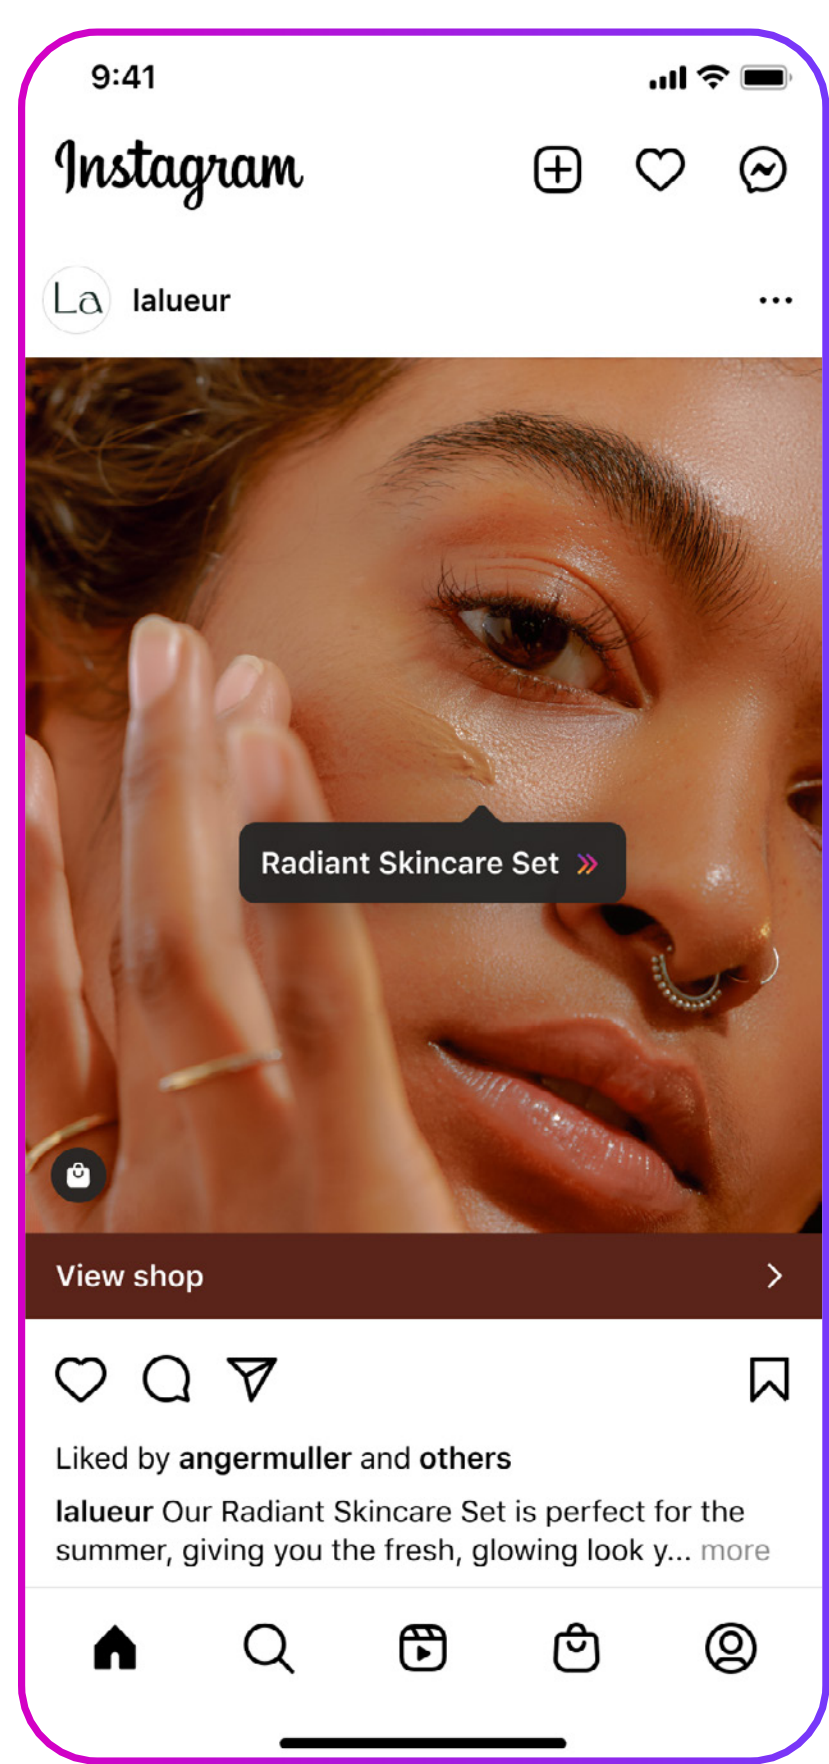 9:41
Instagram
La lalueur
Radiant Skincare Set
View shop
Liked by angermuller and others
lalueur Our Radiant Skincare Set is perfect for the
summer, giving you the fresh, glowing look y... more